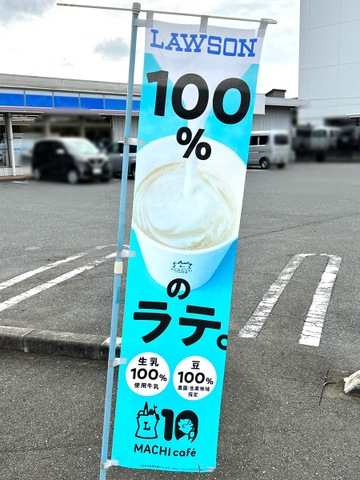 LAWSON
100
%
の
ラテ。
生乳
100%
使用牛乳
豆
100%
農園・生産地域
指定
L
10
MACHI café